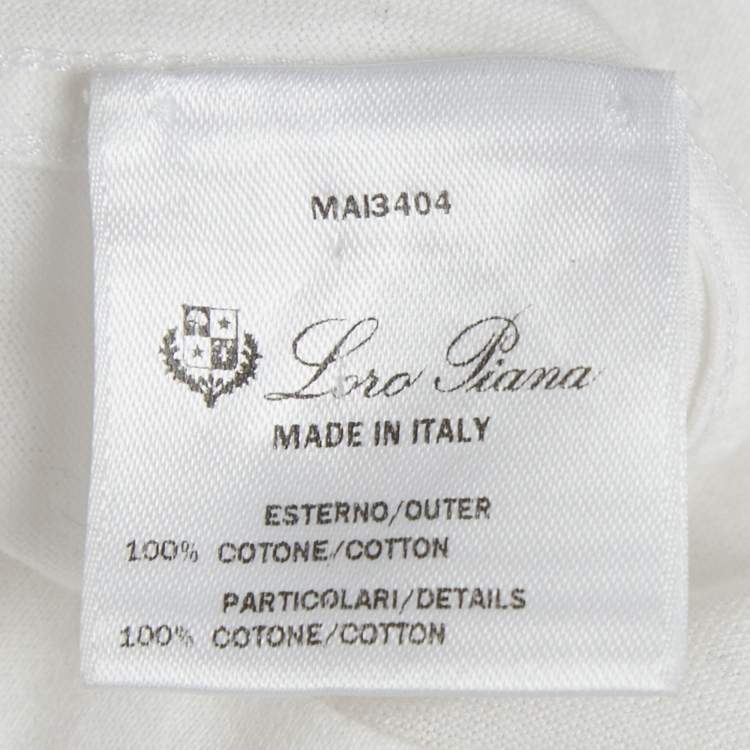 MAI3404
Loro Piana
MADE IN ITALY
ESTERNO/OUTER
100% COTONE/COTTON
PARTICOLARI/DETAILS
100% COTONE/COTTON